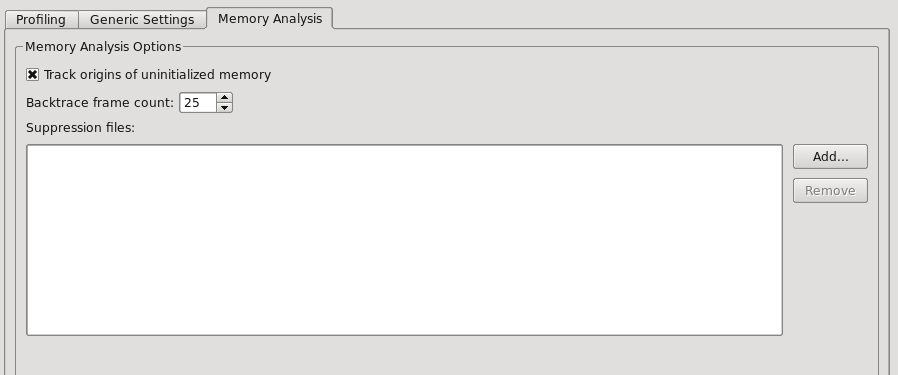 Profiling Generic Settings Memory Analysis
Memory Analysis Options
Track origins of uninitialized memory
Backtrace frame count: 25
Suppression files:
Add...
Remove